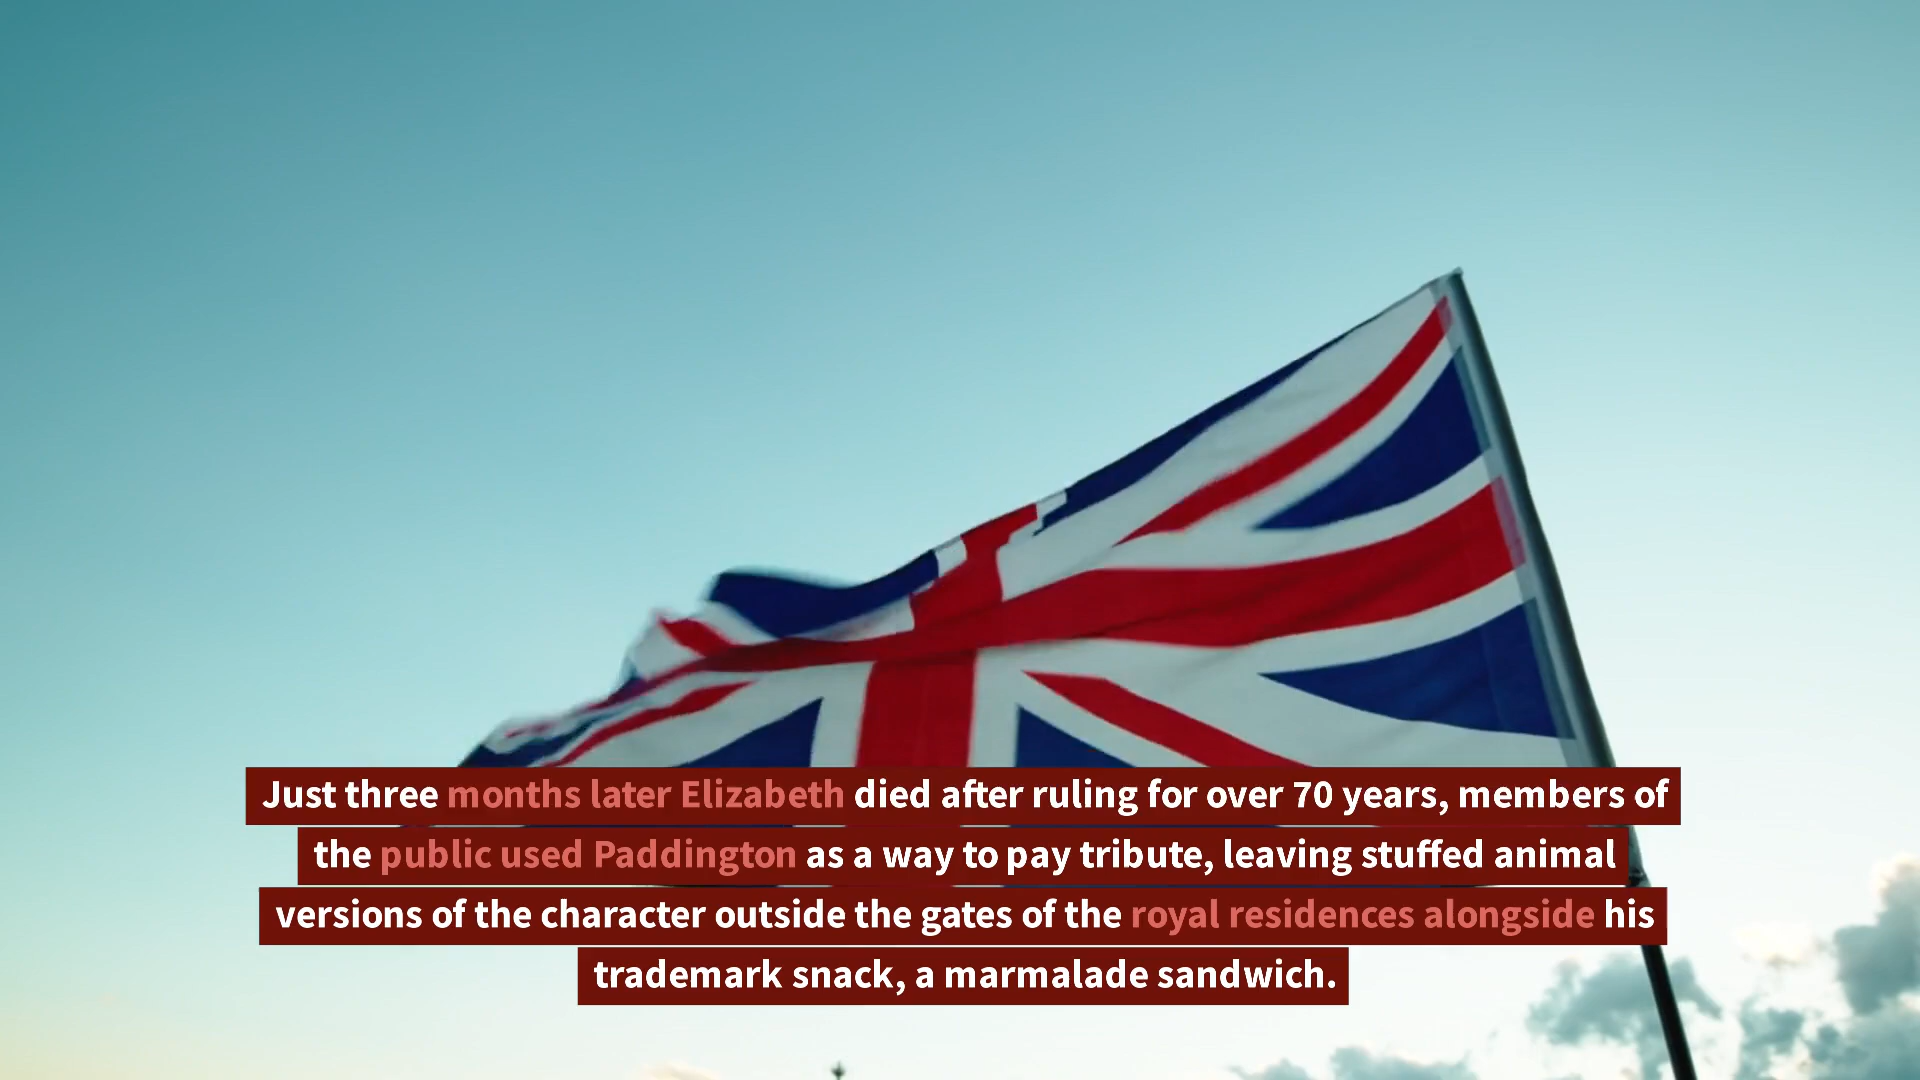 Just three months later Elizabeth died after ruling for over 70 years, members of
the public used Paddington as a way to pay tribute, leaving stuffed animal
versions of the character outside the gates of the royal residences alongside his
trademark snack, a marmalade sandwich.